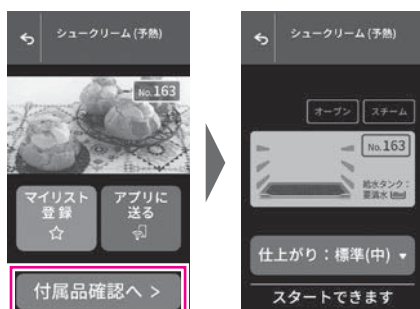 シュークリーム(予熱)
No.163
マイリスト
登録
アプリに
送る
付属品確認へ >
シュークリーム(予熱)
オーブン
スチーム
No.163
給水タンク:
要満水
仕上がり:標準(中)
スタートできます